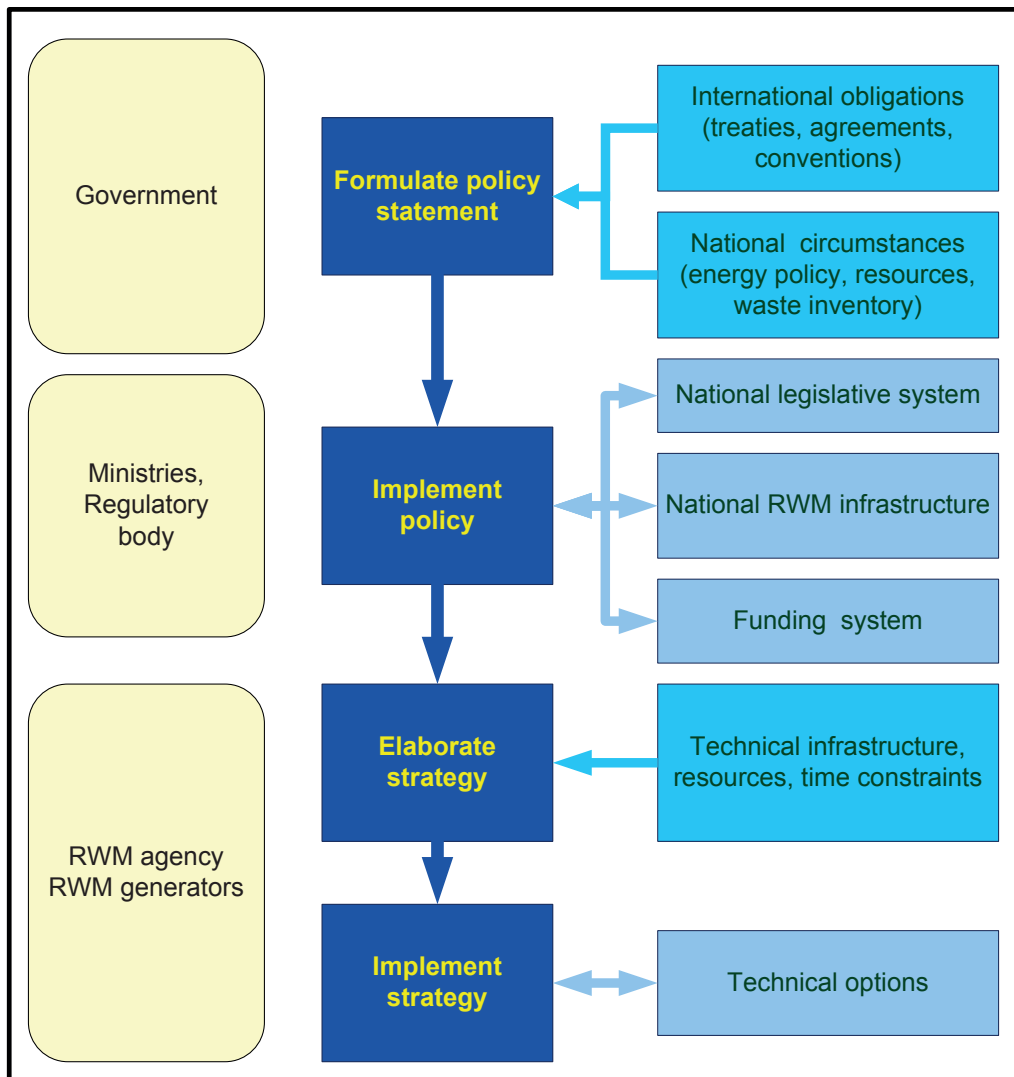 Government
Formulate policy
statement
International obligations
(treaties, agreements,
conventions)
National circumstances
(energy policy, resources,
waste inventory)
Ministries,
Regulatory
body
Implement
policy
National legislative system
National RWM infrastructure
Funding system
RWM agency
RWM generators
Elaborate
strategy
Technical infrastructure,
resources, time constraints
Implement
strategy
Technical options